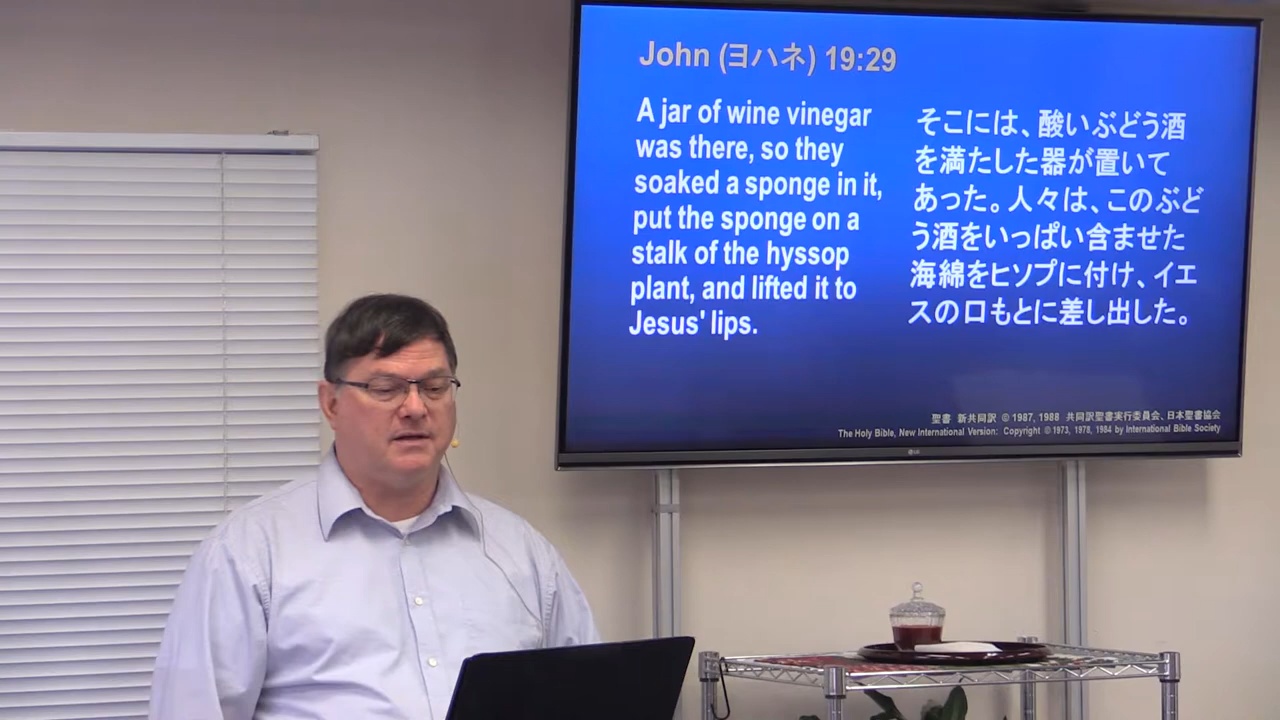 John (ヨハネ) 19:29
A jar of wine vinegar
was there, so they
soaked a sponge in it,
put the sponge on a
stalk of the hyssop
plant, and lifted it to
Jesus' lips.
そこには、酸いぶどう酒
を満たした器が置いて
あった。人々は、このぶど
う酒をいっぱい含ませた
海綿をヒソプに付け、イエ
スの口もとに差し出した。
聖書 新共同訳 © 1987, 1988 共同訳聖書実行委員会、日本聖書協会
The Holy Bible, New International Version: Copyright © 1973, 1978, 1984 by International Bible Society
LG